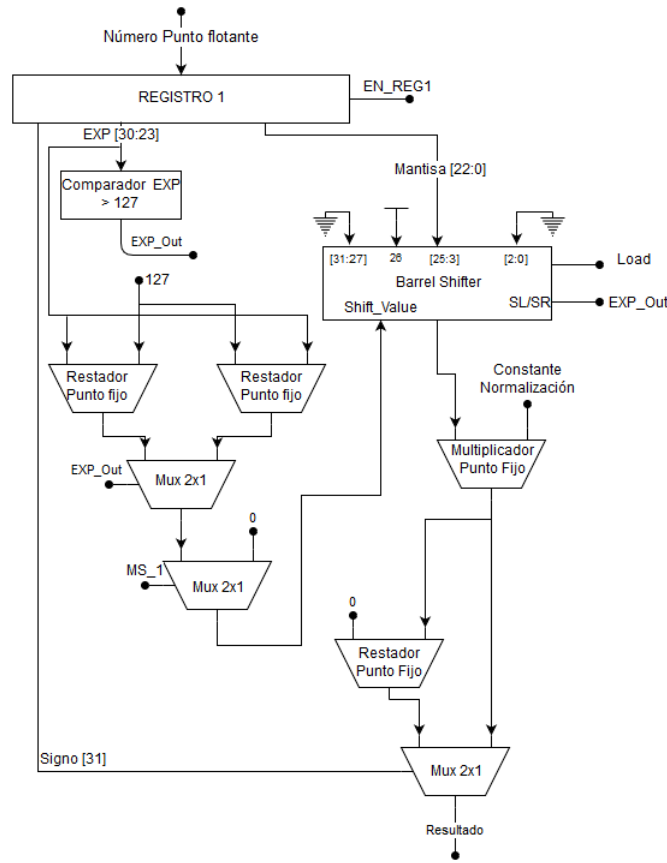 Número Punto flotante
REGISTRO 1
EN_REG1
EXP [30:23]
Mantisa [22:0]
Comparador EXP
> 127
EXP_Out
[31:27]
26
[25:3]
[2:0]
Load
Barrel Shifter
SL/SR
EXP_Out
Shift_Value
127
Restador
Punto fijo
Restador
Punto fijo
Constante
Normalización
Multiplicador
Punto Fijo
EXP_Out
Mux 2x1
0
MS_1
Mux 2x1
0
Restador
Punto Fijo
Signo [31]
Mux 2x1
Resultado